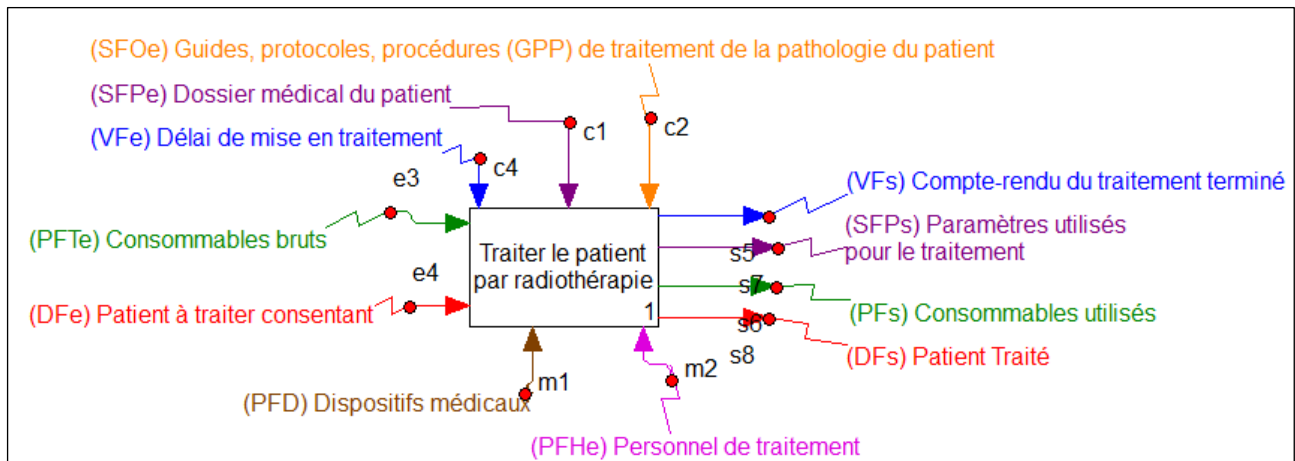 (SFOe) Guides, protocoles, procédures (GPP) de traitement de la pathologie du patient
(SFPe) Dossier médical du patient
c1
c2
(VFe) Délai de mise en traitement
c4
e3
(VFs) Compte-rendu du traitement terminé
(PFTe) Consommables bruts
Traiter le patient
par radiothérapie
1
(SFPs) Paramètres utilisés
pour le traitement
s5
e4
s7
(DFe) Patient à traiter consentant
(PFs) Consommables utilisés
s6
s8
(DFs) Patient Traité
m1
m2
(PFD) Dispositifs médicaux
(PFHe) Personnel de traitement